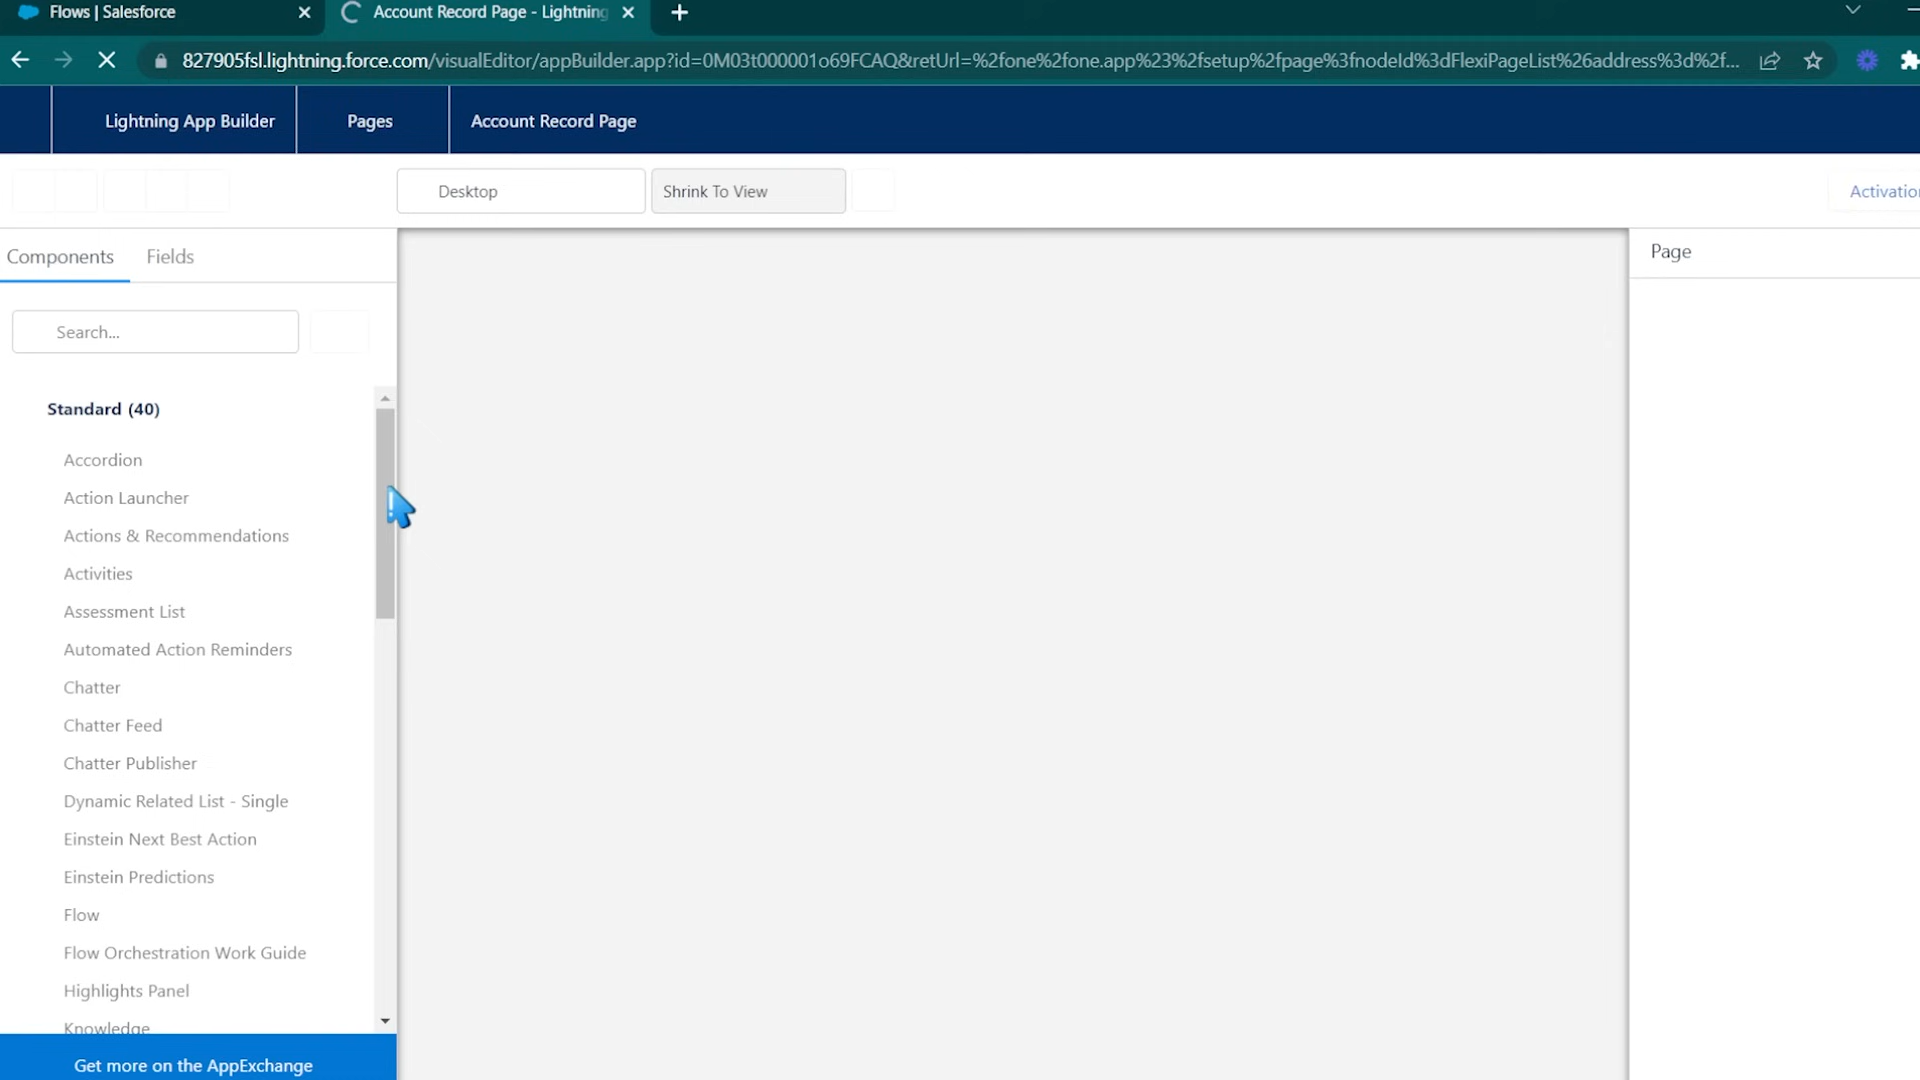 Flows | Salesforce
Account Record Page - Lightning
827905fsl.lightning.force.com/visualEditor/appBuilder.app?id=0M03t000001o69FCAQ&retUrl=%2fone%2fone.app%23%2fsetup%2fpage%3fnodeId%3dFlexiPageList%26address%3d%2f...
Lightning App Builder
Pages
Account Record Page
Desktop
Shrink To View
Activation
Components
Fields
Page
Search...
Standard (40)
Accordion
Action Launcher
Actions & Recommendations
Activities
Assessment List
Automated Action Reminders
Chatter
Chatter Feed
Chatter Publisher
Dynamic Related List - Single
Einstein Next Best Action
Einstein Predictions
Flow
Flow Orchestration Work Guide
Highlights Panel
Knowledge
Get more on the AppExchange